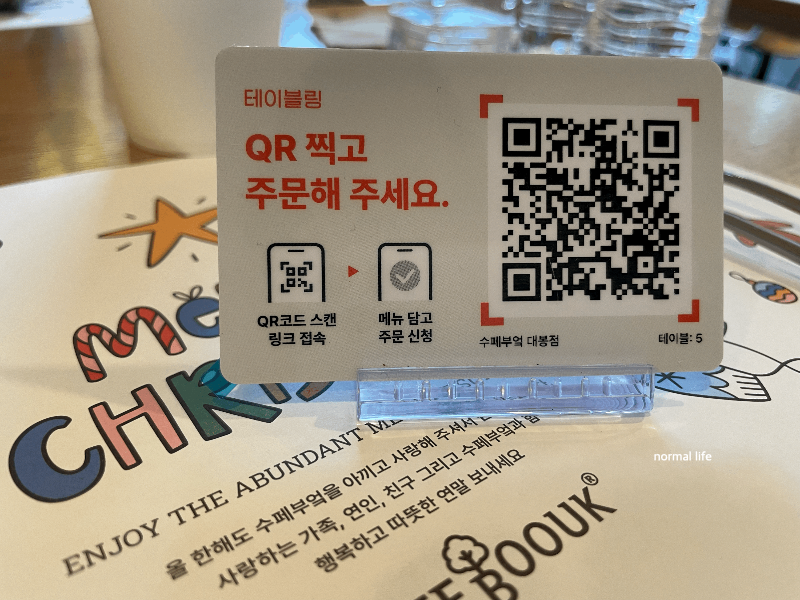 테이블링
QR 찍고
주문해 주세요.
QR코드 스캔
링크 접속
메뉴 담고
주문 신청
수페부엌 대봉점
테이블: 5
normal life
ENJOY THE ABUNDANT
올 한해도 수페부엌을 아끼고 사랑해 주셔서
사랑하는 가족, 연인, 친구 그리고 수페부엌과 함
행복하고 따뜻한 연말 보내세요
BOOUK®